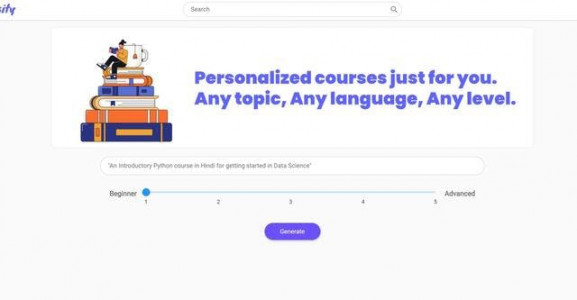 Search
Personalized courses just for you.
Any topic, Any language, Any level.
"An Introductory Python course in Hindi for getting started in Data Science"
Beginner
Advanced
1 2 3 4 5
Generate